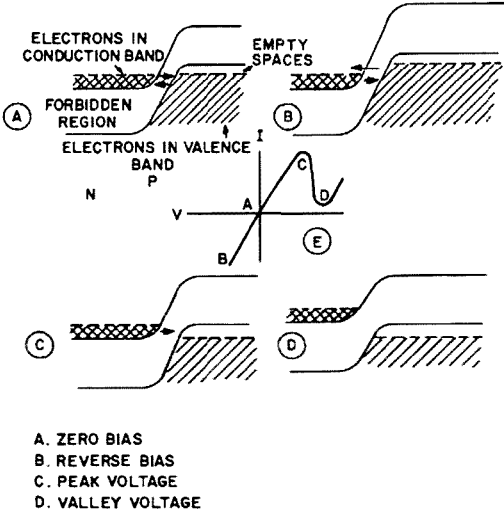 ELECTRONS IN
CONDUCTION BAND
EMPTY
SPACES
A
FORBIDDEN
REGION
B
ELECTRONS IN VALENCE
BAND
I
N
P
C
V
A
D
B
E
C
D
A. ZERO BIAS
B. REVERSE BIAS
C. PEAK VOLTAGE
D. VALLEY VOLTAGE